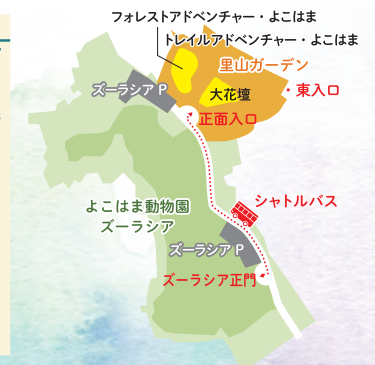 フォレストアドベンチャー・よこはま
トレイルアドベンチャー・よこはま
里山ガーデン
ズーラシア P
大花壇
・東入口
正面入口
シャトルバス
よこはま動物園
ズーラシア
ズーラシア P
ズーラシア正門